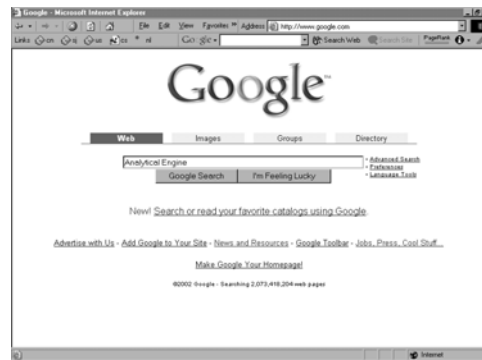 Google - Microsoft Internet Explorer
File Edit View Favorites » Address http://www.google.com
Links Google Search Web Search Site PageRank
Google™
Web Images Groups Directory
Analytical Engine
Google Search I'm Feeling Lucky
• Advanced Search
• Preferences
• Language Tools
New! Search or read your favorite catalogs using Google.
Advertise with Us - Add Google to Your Site - News and Resources - Google Toolbar - Jobs, Press, Cool Stuff...
Make Google Your Homepage!
©2002 Google - Searching 2,073,418,204 web pages
Internet